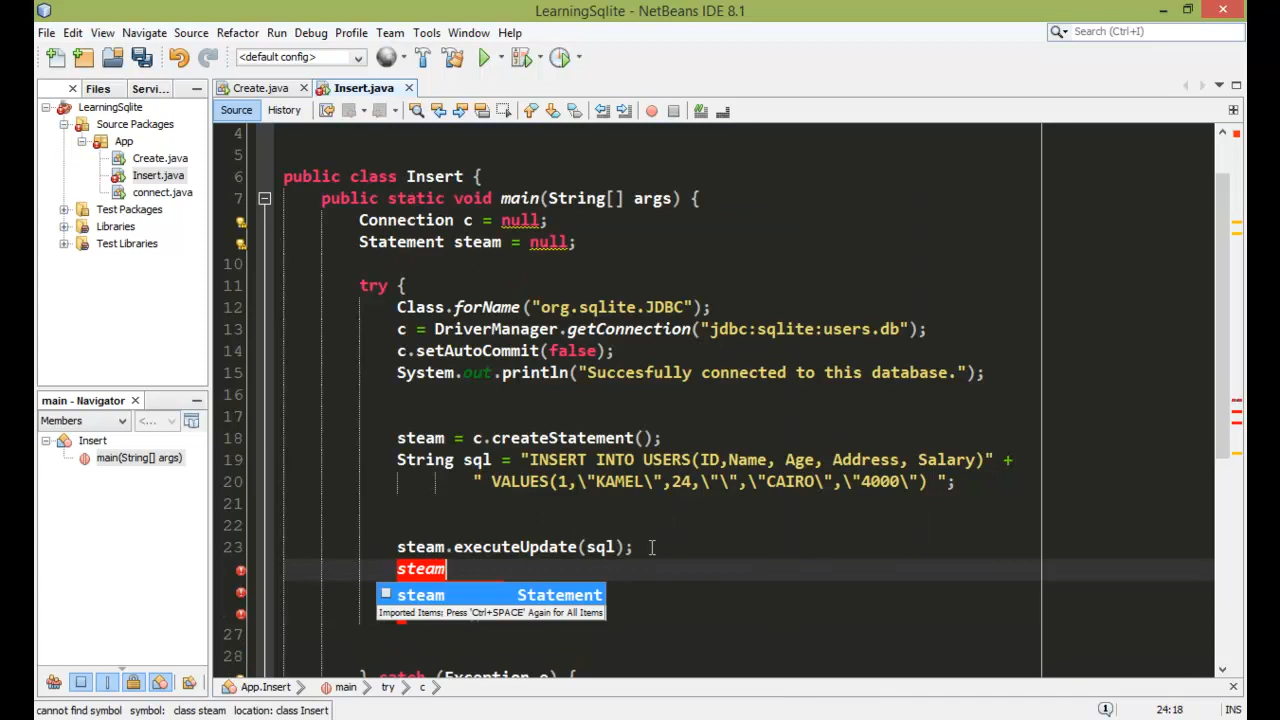 LearningSqlite - NetBeans IDE 8.1
File Edit View Navigate Source Refactor Run Debug Profile Team Tools Window Help
Search (Ctrl+I)
<default config>
Files Servi...
Create.java Insert.java
LearningSqlite
Source Packages
App
Create.java
Insert.java
connect.java
Test Packages
Libraries
Test Libraries
Source History
4
5
6 public class Insert {
7 public static void main(String[] args) {
Connection c = null;
Statement steam = null;
10
11 try {
12 Class.forName("org.sqlite.JDBC");
13 c = DriverManager.getConnection("jdbc:sqlite:users.db");
14 c.setAutoCommit(false);
15 System.out.println("Succesfully connected to this database.");
16
17
18 steam = c.createStatement();
19 String sql = "INSERT INTO USERS(ID,Name, Age, Address, Salary)" +
20 " VALUES(1,\"KAMEL\",24,\"\",\"CAIRO\",\"4000\") ";
22
23 steam.executeUpdate(sql);
steam
steam Statement
Imported Items; Press 'Ctrl+SPACE' Again for All Items
27
28
} catch (Exception e) {
main - Navigator
Members <...
Insert
main(String[] args)
App.Insert main try c
cannot find symbol symbol: class steam location: class Insert
1 24:18 INS